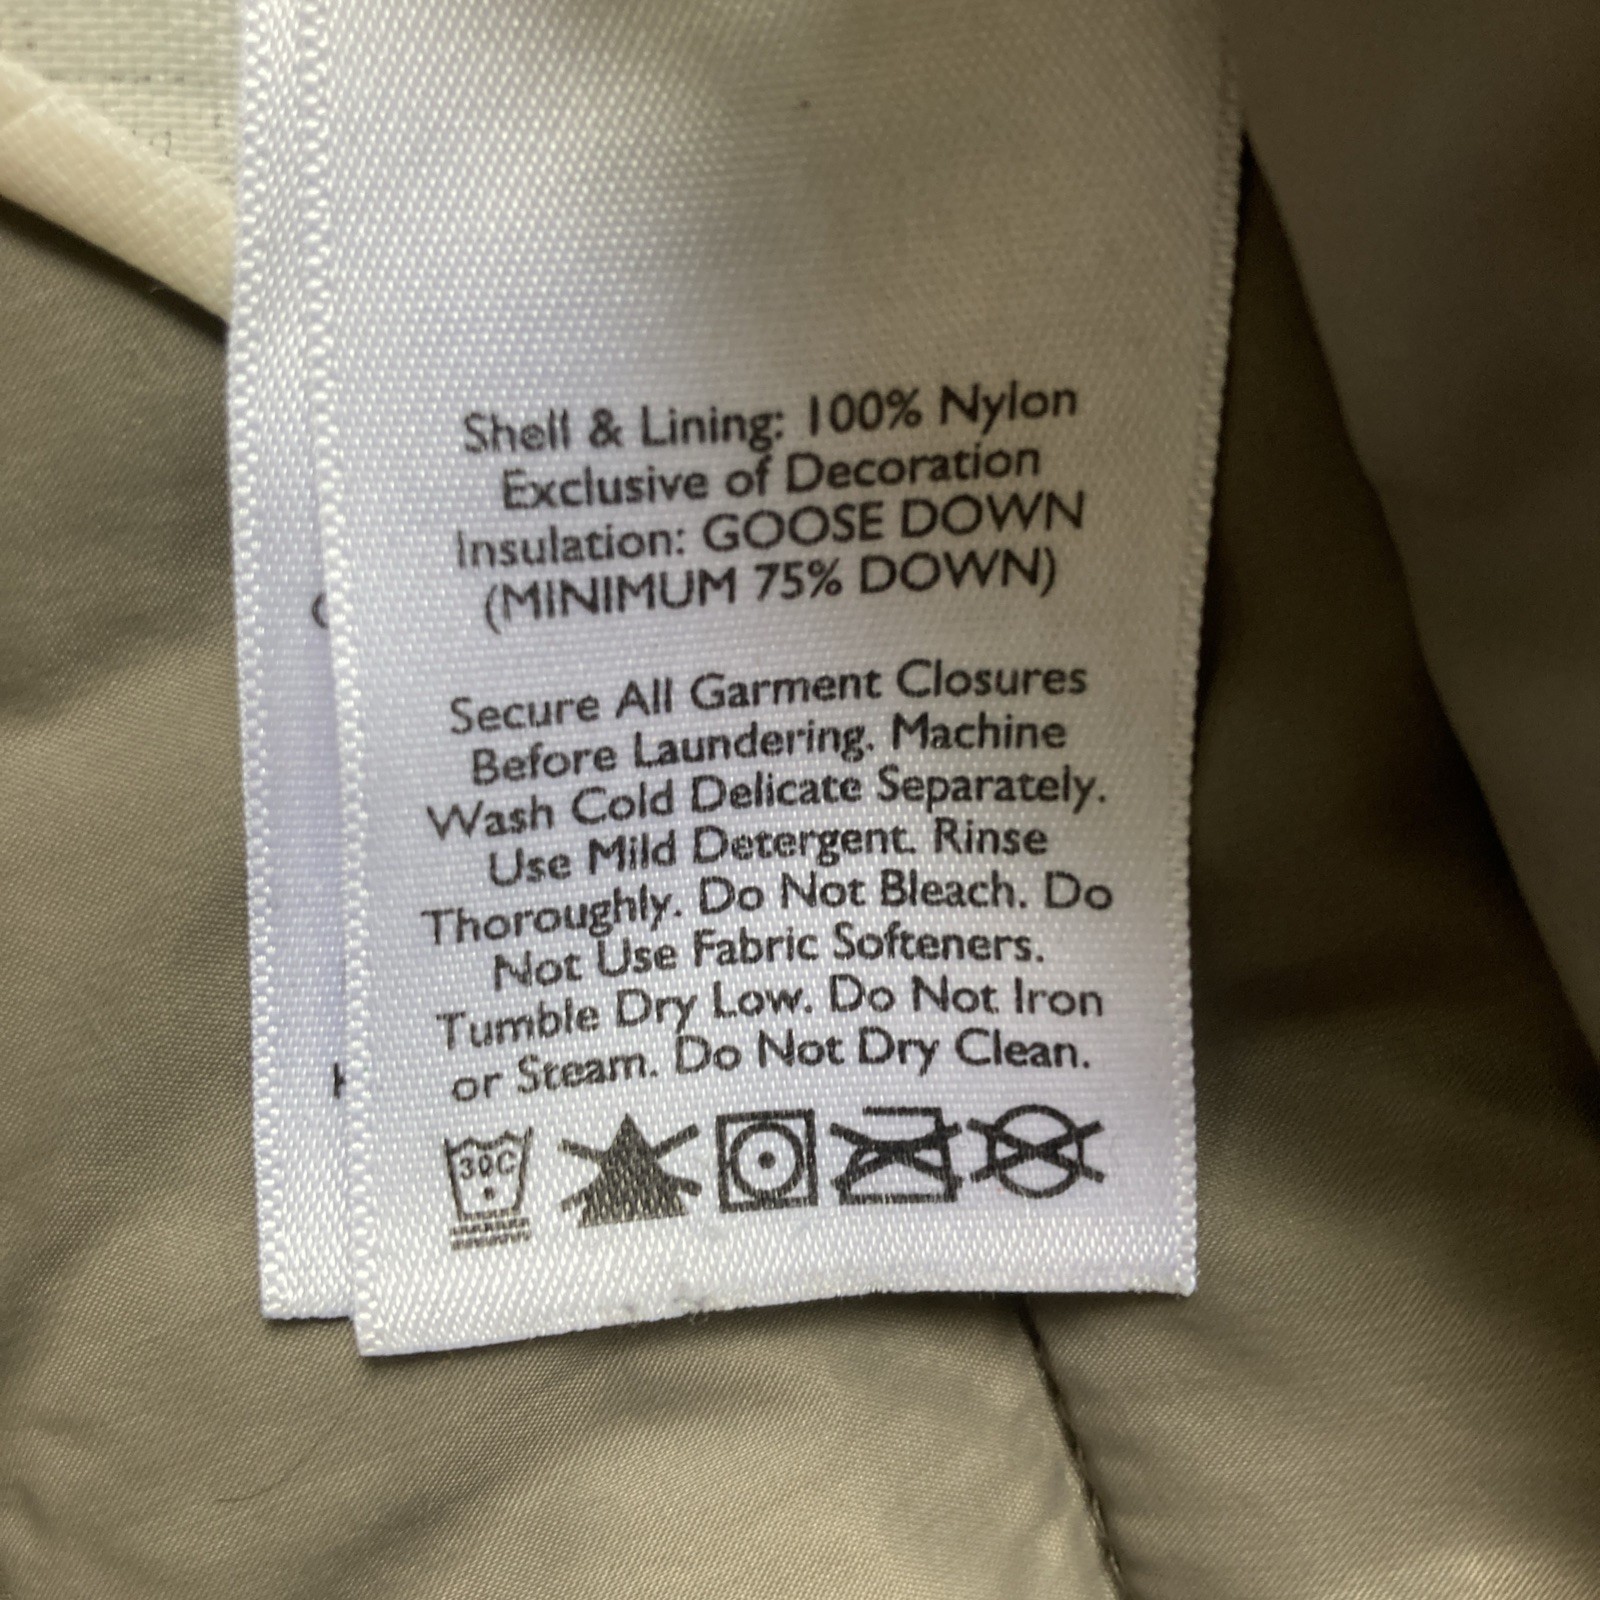 Shell & Lining: 100% Nylon
Exclusive of Decoration
Insulation: GOOSE DOWN
(MINIMUM 75% DOWN)
Secure All Garment Closures
Before Laundering. Machine
Wash Cold Delicate Separately.
Use Mild Detergent. Rinse
Thoroughly. Do Not Bleach. Do
Not Use Fabric Softeners.
Tumble Dry Low. Do Not Iron
or Steam. Do Not Dry Clean.
30C